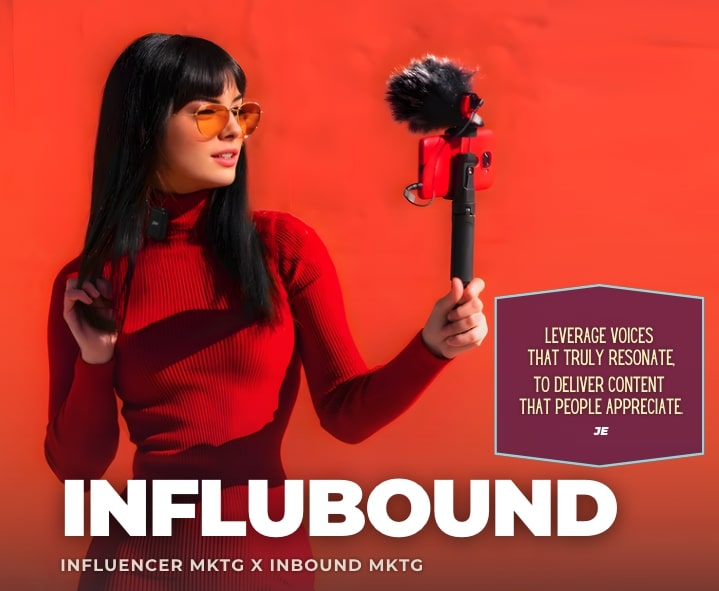 LEVERAGE VOICES
THAT TRULY RESONATE,
TO DELIVER CONTENT
THAT PEOPLE APPRECIATE.
JE
INFLUBOUND
INFLUENCER MKTG X INBOUND MKTG